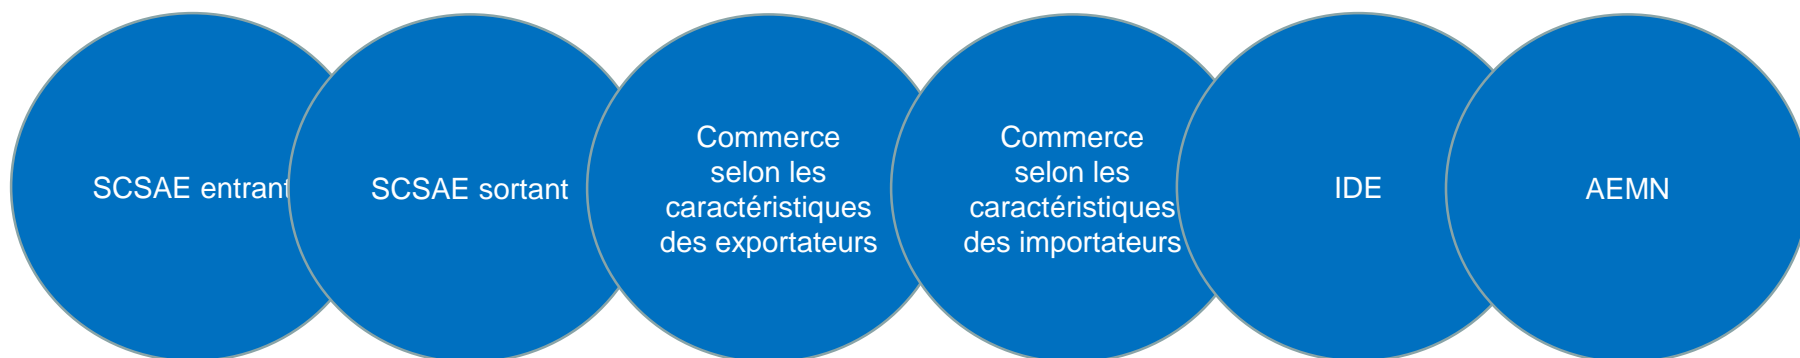 SCSAE entrant
SCSAE sortant
Commerce
selon les
caractéristiques
des exportateurs
Commerce
selon les
caractéristiques
des importateurs
IDE
AEMN